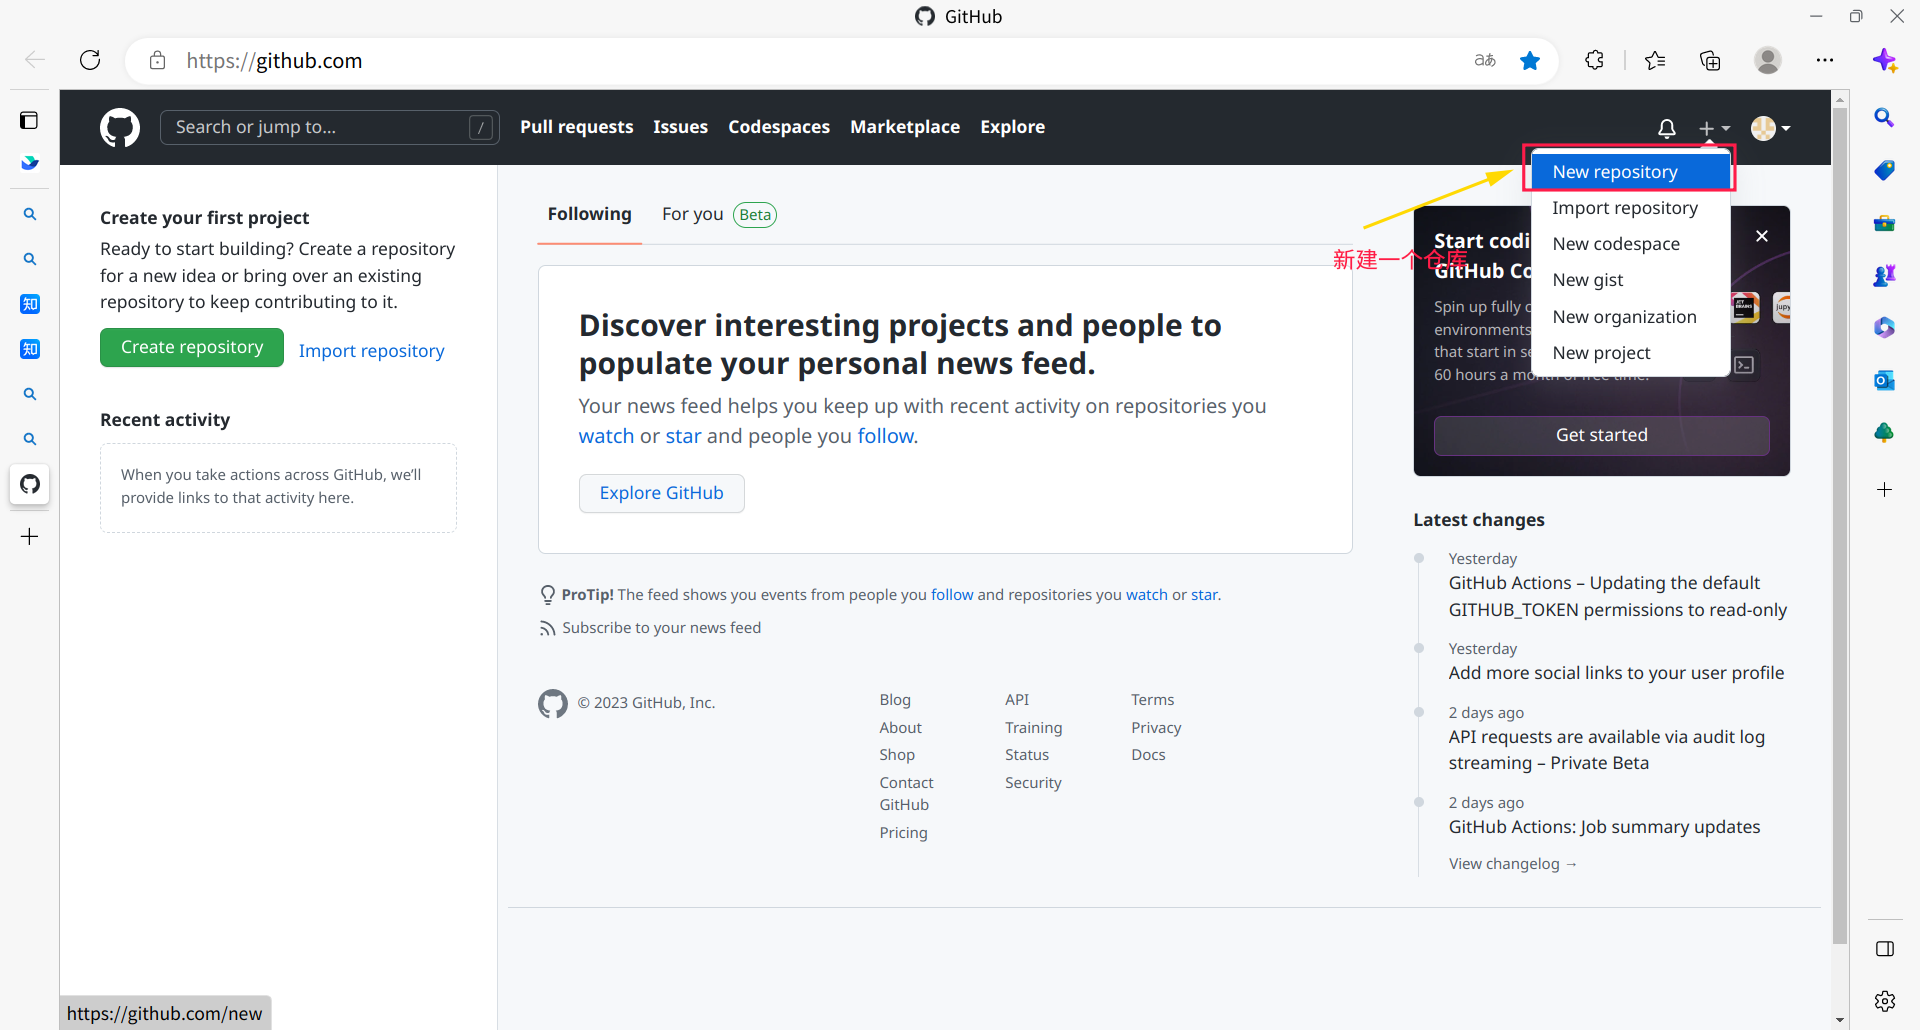 GitHub
https://github.com
aあ
Search or jump to...
/
Pull requests
Issues
Codespaces
Marketplace
Explore
New repository
Import repository
New codespace
New gist
New organization
New project
新建一个仓库
Create your first project
Ready to start building? Create a repository
for a new idea or bring over an existing
repository to keep contributing to it.
Create repository
Import repository
Recent activity
When you take actions across GitHub, we'll
provide links to that activity here.
知
知
Following
For you
Beta
Discover interesting projects and people to
populate your personal news feed.
Your news feed helps you keep up with recent activity on repositories you
watch or star and people you follow.
Explore GitHub
ProTip! The feed shows you events from people you follow and repositories you watch or star.
Subscribe to your news feed
© 2023 GitHub, Inc.
Blog
About
Shop
Contact
GitHub
Pricing
API
Training
Status
Security
Terms
Privacy
Docs
Start codi
GitHub Co
Spin up fully c
environments
that start in se
60 hours a month of free time.
JET
BRAINS
jupy
Get started
Latest changes
Yesterday
GitHub Actions – Updating the default
GITHUB_TOKEN permissions to read-only
Yesterday
Add more social links to your user profile
2 days ago
API requests are available via audit log
streaming – Private Beta
2 days ago
GitHub Actions: Job summary updates
View changelog →
https://github.com/new